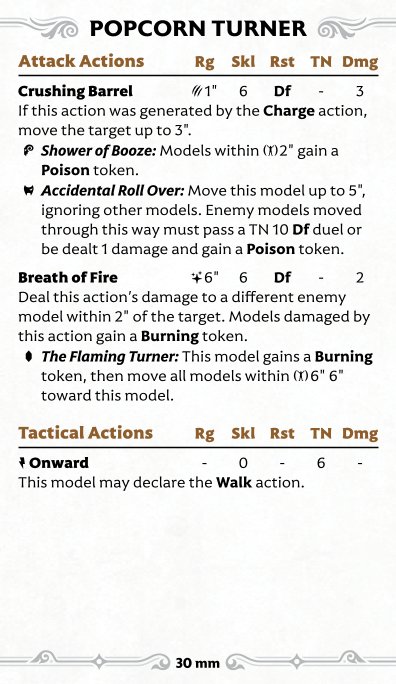 POPCORN TURNER
Attack Actions Rg Skl Rst TN Dmg
Crushing Barrel 1" 6 Df - 3
If this action was generated by the Charge action,
move the target up to 3".
Shower of Booze: Models within 2" gain a
Poison token.
Accidental Roll Over: Move this model up to 5",
ignoring other models. Enemy models moved
through this way must pass a TN 10 Df duel or
be dealt 1 damage and gain a Poison token.
Breath of Fire 6" 6 Df - 2
Deal this action's damage to a different enemy
model within 2" of the target. Models damaged by
this action gain a Burning token.
The Flaming Turner: This model gains a Burning
token, then move all models within 6" 6"
toward this model.
Tactical Actions Rg Skl Rst TN Dmg
Onward - 0 - 6 -
This model may declare the Walk action.
30 mm